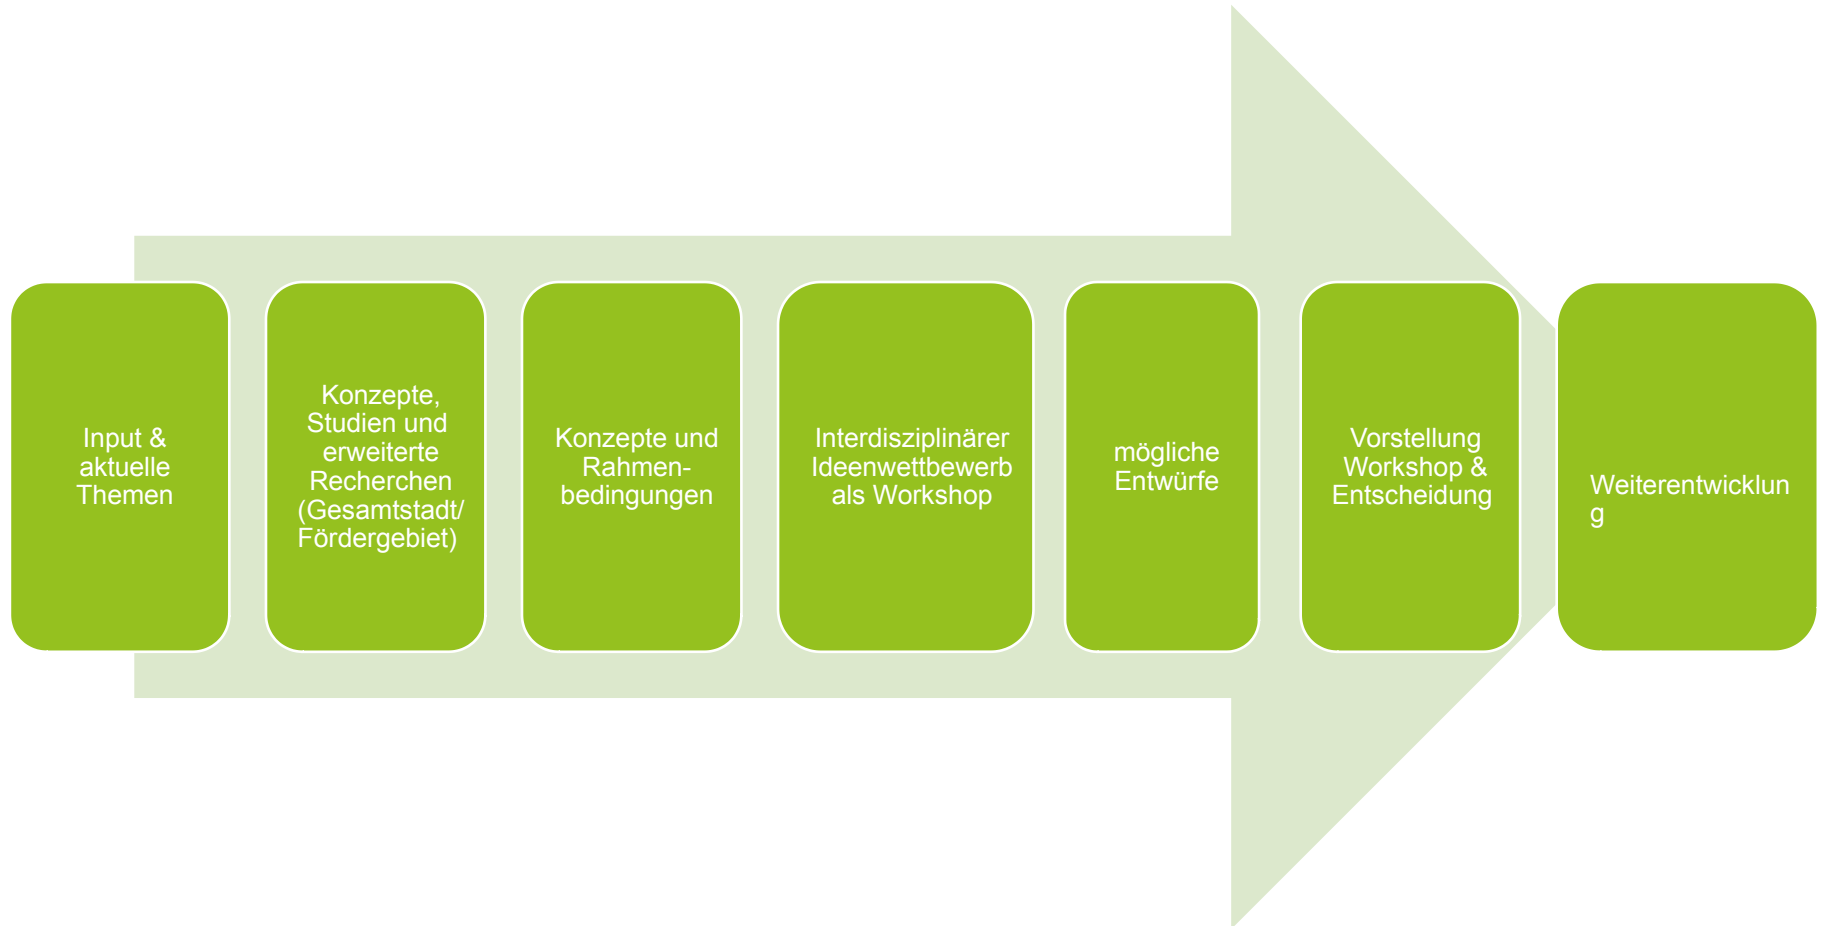 Input &
aktuelle
Themen
Konzepte,
Studien und
erweiterte
Recherchen
(Gesamtstadt/
Fördergebiet)
Konzepte und
Rahmen-
bedingungen
Interdisziplinärer
Ideenwettbewerb
als Workshop
mögliche
Entwürfe
Vorstellung
Workshop &
Entscheidung
Weiterentwicklun
g